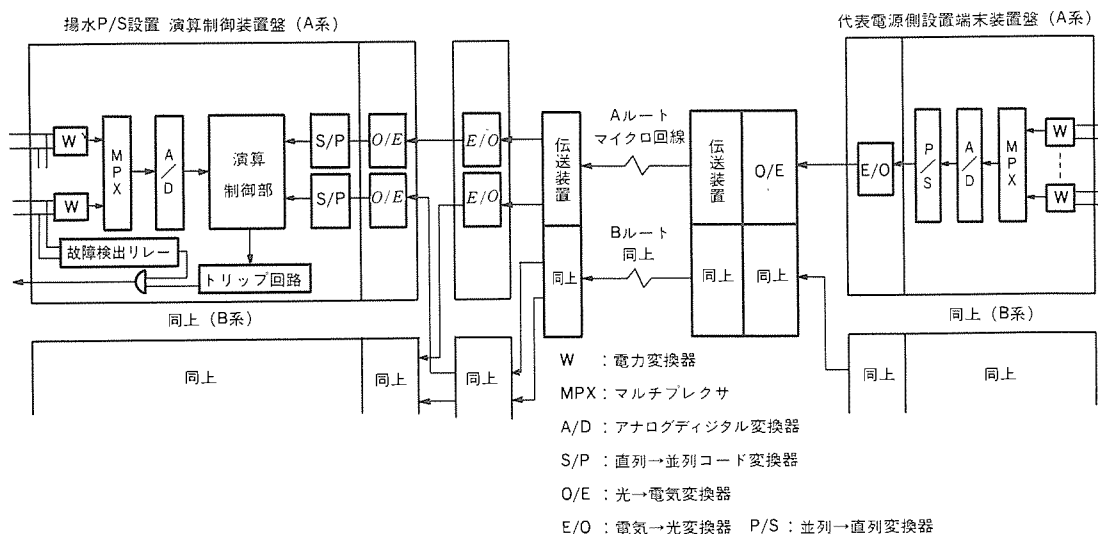 揚水P/S設置 演算制御装置盤（A系）
代表電源側設置端末装置盤（A系）
W
MPX
A/D
演算
制御部
S/P
O/E
E/O
W
S/P
O/E
E/O
故障検出リレー
トリップ回路
伝送装置
同上
Aルート
マイクロ回線
Bルート
同上
伝送装置
O/E
同上
同上
E/O
P/S
A/D
MPX
W
W
同上（B系）
同上
同上
同上
同上（B系）
同上
同上
W ：電力変換器
MPX：マルチプレクサ
A/D ：アナログディジタル変換器
S/P ：直列→並列コード変換器
O/E ：光→電気変換器
E/O ：電気→光変換器 P/S：並列→直列変換器